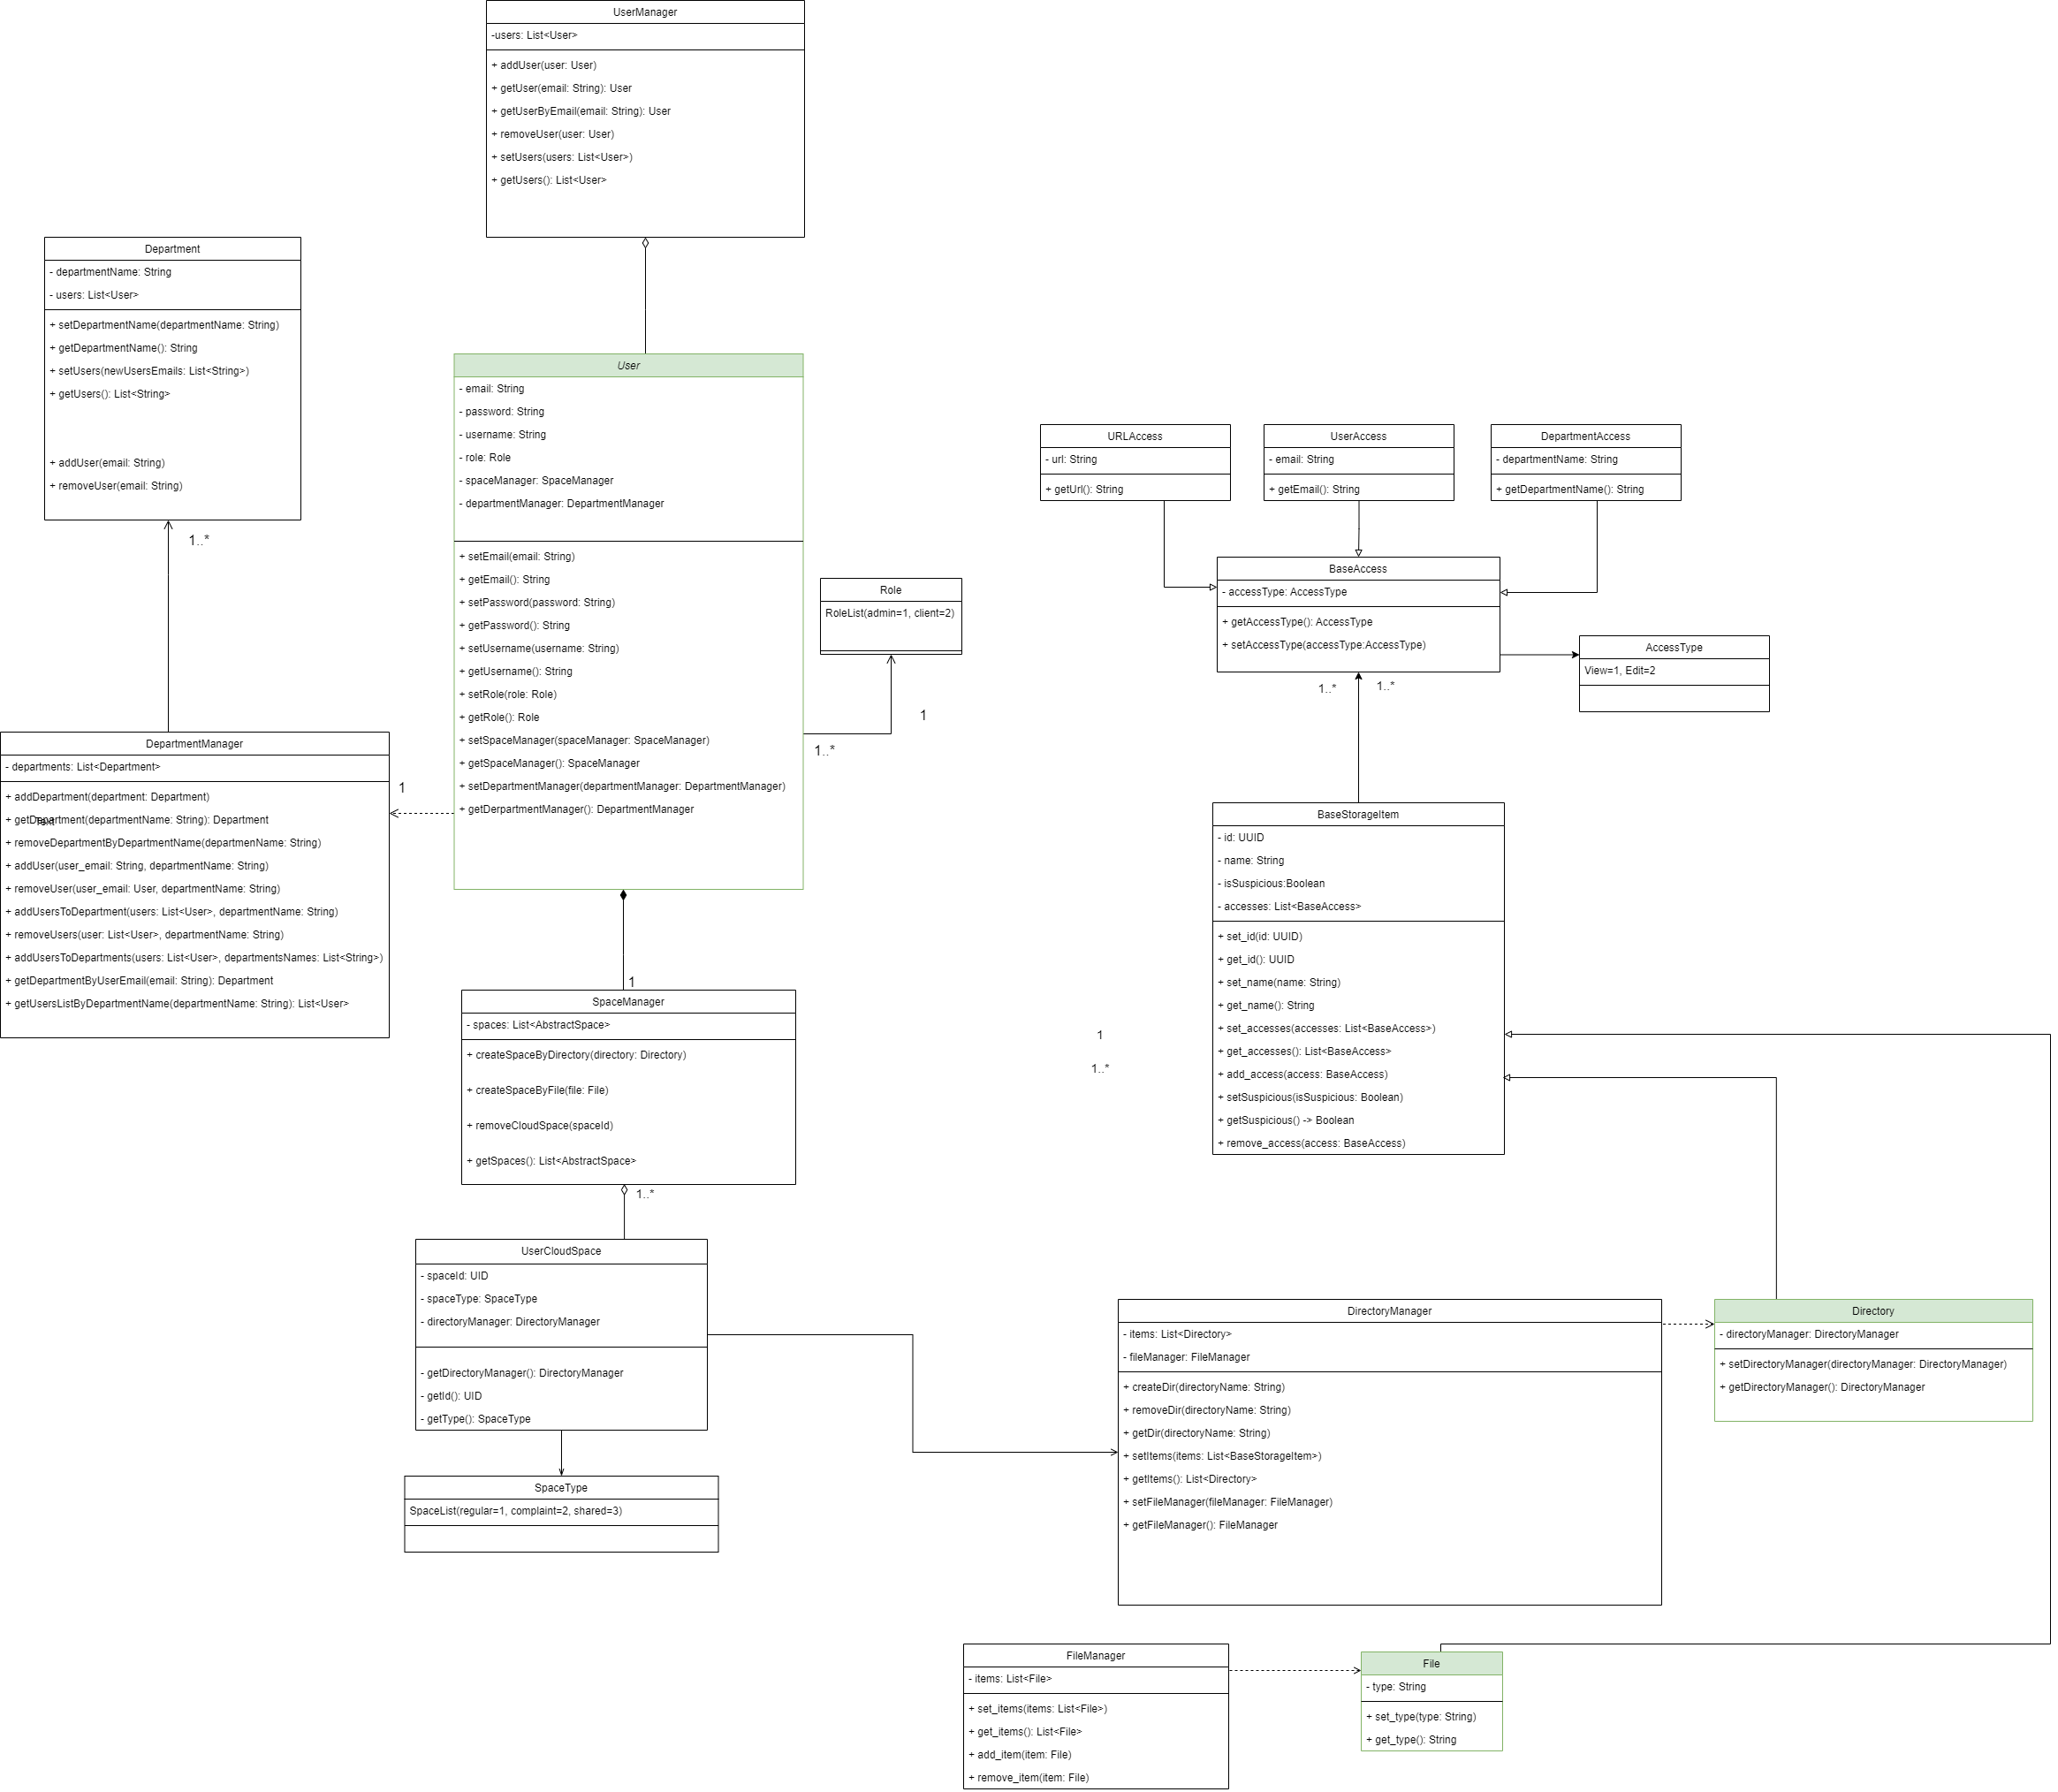 UserManager
-users: List<User>
+ addUser(user: User)
+ getUser(email: String): User
+ getUserByEmail(email: String): User
+ removeUser(user: User)
+ setUsers(users: List<User>)
+ getUsers(): List<User>
Department
- departmentName: String
- users: List<User>
+ setDepartmentName(departmentName: String)
+ getDepartmentName(): String
+ setUsers(newUsersEmails: List<String>)
+ getUsers(): List<String>
+ addUser(email: String)
+ removeUser(email: String)
1..*
User
- email: String
- password: String
- username: String
- role: Role
- spaceManager: SpaceManager
- departmentManager: DepartmentManager
+ setEmail(email: String)
+ getEmail(): String
+ setPassword(password: String)
+ getPassword(): String
+ setUsername(username: String)
+ getUsername(): String
+ setRole(role: Role)
+ getRole(): Role
+ setSpaceManager(spaceManager: SpaceManager)
+ getSpaceManager(): SpaceManager
+ setDepartmentManager(departmentManager: DepartmentManager)
+ getDerpartmentManager(): DepartmentManager
Role
RoleList(admin=1, client=2)
1
1..*
URLAccess
- url: String
+ getUrl(): String
UserAccess
- email: String
+ getEmail(): String
DepartmentAccess
- departmentName: String
+ getDepartmentName(): String
BaseAccess
- accessType: AccessType
+ getAccessType(): AccessType
+ setAccessType(accessType:AccessType)
AccessType
View=1, Edit=2
1..*
1..*
DepartmentManager
- departments: List<Department>
+ addDepartment(department: Department)
+ getDepartment(departmentName: String): Department
Text
+ removeDepartmentByDepartmentName(departmenName: String)
+ addUser(user_email: String, departmentName: String)
+ removeUser(user_email: User, departmentName: String)
+ addUsersToDepartment(users: List<User>, departmentName: String)
+ removeUsers(user: List<User>, departmentName: String)
+ addUsersToDepartments(users: List<User>, departmentsNames: List<String>)
+ getDepartmentByUserEmail(email: String): Department
+ getUsersListByDepartmentName(departmentName: String): List<User>
1
BaseStorageItem
- id: UUID
- name: String
- isSuspicious:Boolean
- accesses: List<BaseAccess>
+ set_id(id: UUID)
+ get_id(): UUID
+ set_name(name: String)
+ get_name(): String
+ set_accesses(accesses: List<BaseAccess>)
+ get_accesses(): List<BaseAccess>
+ add_access(access: BaseAccess)
+ setSuspicious(isSuspicious: Boolean)
+ getSuspicious() -> Boolean
+ remove_access(access: BaseAccess)
1
1..*
1
SpaceManager
- spaces: List<AbstractSpace>
+ createSpaceByDirectory(directory: Directory)
+ createSpaceByFile(file: File)
+ removeCloudSpace(spaceId)
+ getSpaces(): List<AbstractSpace>
1..*
UserCloudSpace
- spaceId: UID
- spaceType: SpaceType
- directoryManager: DirectoryManager
- getDirectoryManager(): DirectoryManager
- getId(): UID
- getType(): SpaceType
SpaceType
SpaceList(regular=1, complaint=2, shared=3)
DirectoryManager
- items: List<Directory>
- fileManager: FileManager
+ createDir(directoryName: String)
+ removeDir(directoryName: String)
+ getDir(directoryName: String)
+ setItems(items: List<BaseStorageItem>)
+ getItems(): List<Directory>
+ setFileManager(fileManager: FileManager)
+ getFileManager(): FileManager
Directory
- directoryManager: DirectoryManager
+ setDirectoryManager(directoryManager: DirectoryManager)
+ getDirectoryManager(): DirectoryManager
FileManager
- items: List<File>
+ set_items(items: List<File>)
+ get_items(): List<File>
+ add_item(item: File)
+ remove_item(item: File)
File
- type: String
+ set_type(type: String)
+ get_type(): String